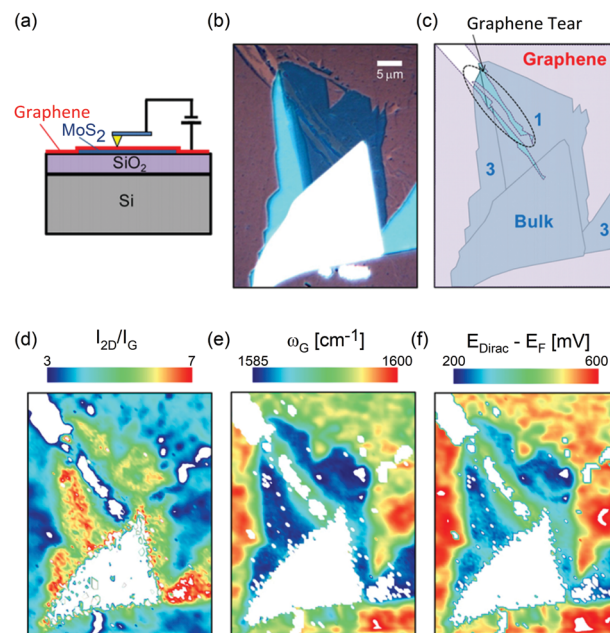 (a)
Graphene
MoS₂
SiO₂
Si
(b)
5 μm
(c)
Graphene Tear
Graphene
1
3
Bulk
3
(d)
I2D/IG
3 7
(e)
ωG [cm⁻¹]
1585 1600
(f)
EDirac - EF [mV]
200 600